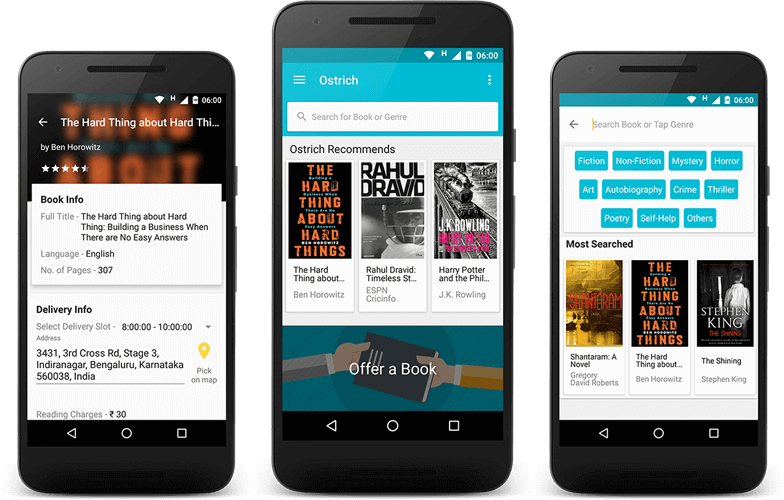 06:00
The Hard Thing about Hard Thi...
by Ben Horowitz
Book Info
Full Title - The Hard Thing about Hard
Thing: Building a Business When
There are No Easy Answers
Language - English
No. of Pages - 307
Delivery Info
Select Delivery Slot - 8:00:00 - 10:00:00
Address
3431, 3rd Cross Rd, Stage 3,
Indiranagar, Bengaluru, Karnataka
560038, India
Pick
on map
Reading Charges - ₹ 30
H 06:00
Ostrich
Search for Book or Genre
Ostrich Recommends
THE
HARD
THING
ABOUT
HARD
THINGS
BEN HOROWITZ
RAHUL
DRAVID
J.K.ROWLING
The Hard
Thing about...
Ben Horowitz
Rahul Dravid:
Timeless St...
ESPN
Cricinfo
Harry Potter
and the Phil...
J.K. Rowling
Offer a Book
H 06:00
Search Book or Tap Genre
Fiction Non-Fiction Mystery Horror
Art Autobiography Crime Thriller
Poetry Self-Help Others
Most Searched
SHANTARAM
THE
HARD
THING
ABOUT
HARD
THINGS
BEN HOROWITZ
STEPHEN
KING
THE SHINING
Shantaram: A
Novel
Gregory
David Roberts
The Hard
Thing about...
Ben Horowitz
The Shining
Stephen King